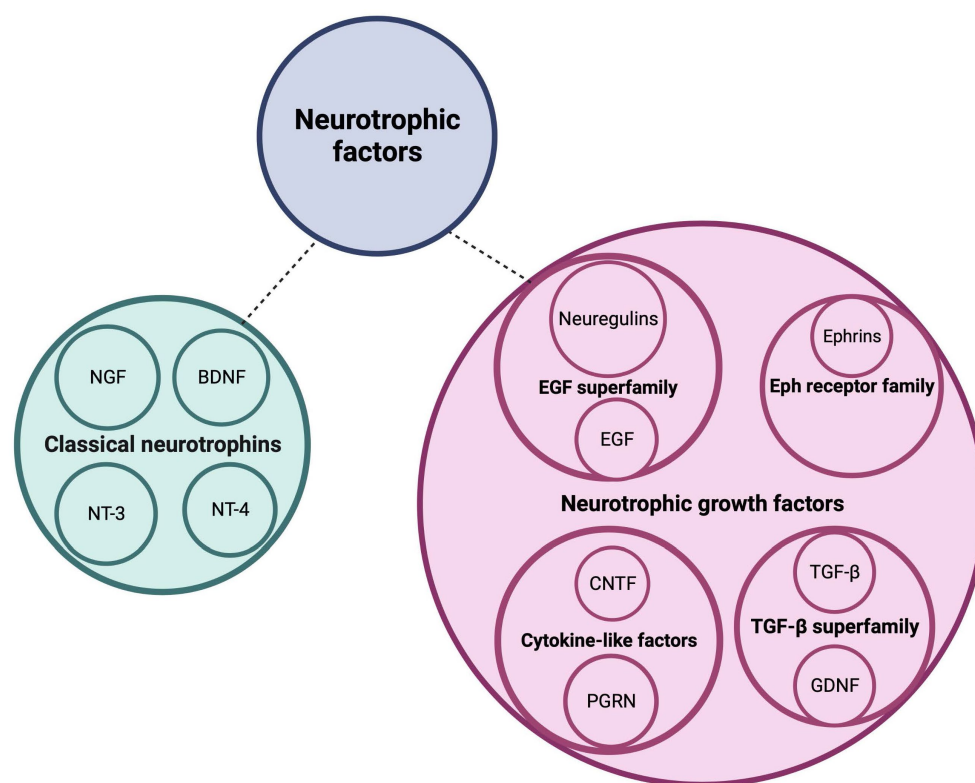 Neurotrophic
factors
NGF
BDNF
Classical neurotrophins
NT-3
NT-4
Neuregulins
EGF superfamily
EGF
Ephrins
Eph receptor family
Neurotrophic growth factors
CNTF
Cytokine-like factors
PGRN
TGF-β
TGF-β superfamily
GDNF